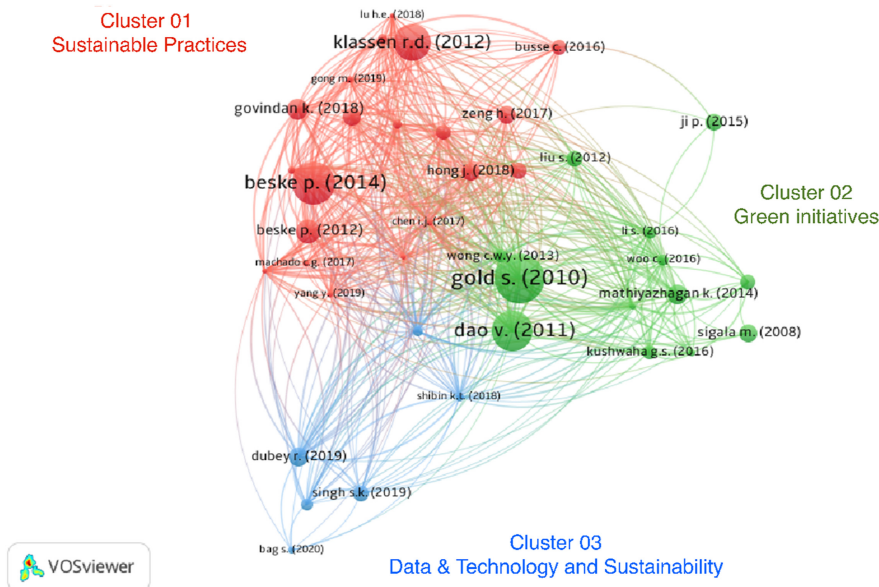 Cluster 01
Sustainable Practices
lu h.e. (2018)
klassen r.d. (2012)
busse c. (2016)
gong m. (2019)
govindan k. (2018)
zeng h. (2017)
ji p. (2015)
liu s. (2012)
hong j. (2018)
beske p. (2014)
Cluster 02
Green initiatives
chen i.j. (2017)
beske p. (2012)
li s. (2016)
wong c.w.y. (2013)
woo c. (2016)
machado c.g. (2017)
gold s. (2010)
yang y. (2019)
mathiyazhagan k. (2014)
dao v. (2011)
sigala m. (2008)
kushwaha g.s. (2016)
shibin k.t. (2018)
dubey r. (2019)
singh s.k. (2019)
bag s. (2020)
Cluster 03
Data & Technology and Sustainability
VOSviewer